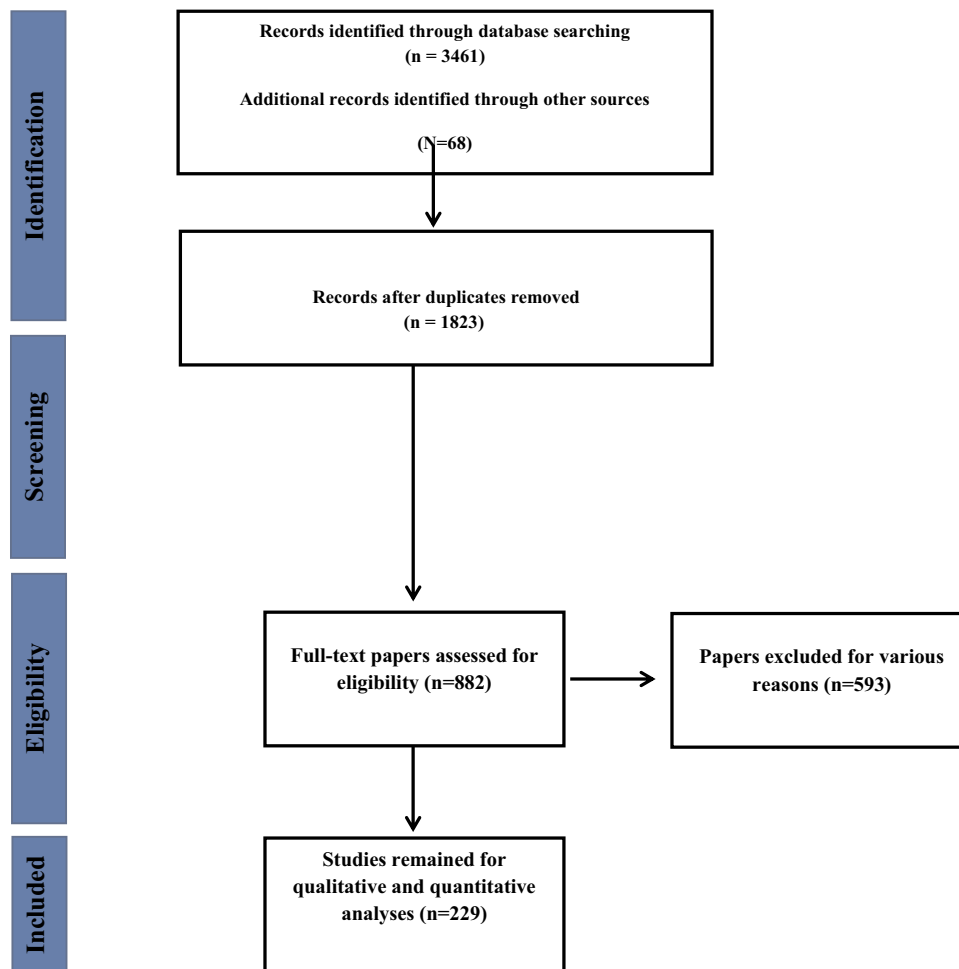 Identification
Records identified through database searching
(n = 3461)
Additional records identified through other sources
(N=68)
Records after duplicates removed
(n = 1823)
Screening
Eligibility
Full-text papers assessed for
eligibility (n=882)
Papers excluded for various
reasons (n=593)
Included
Studies remained for
qualitative and quantitative
analyses (n=229)